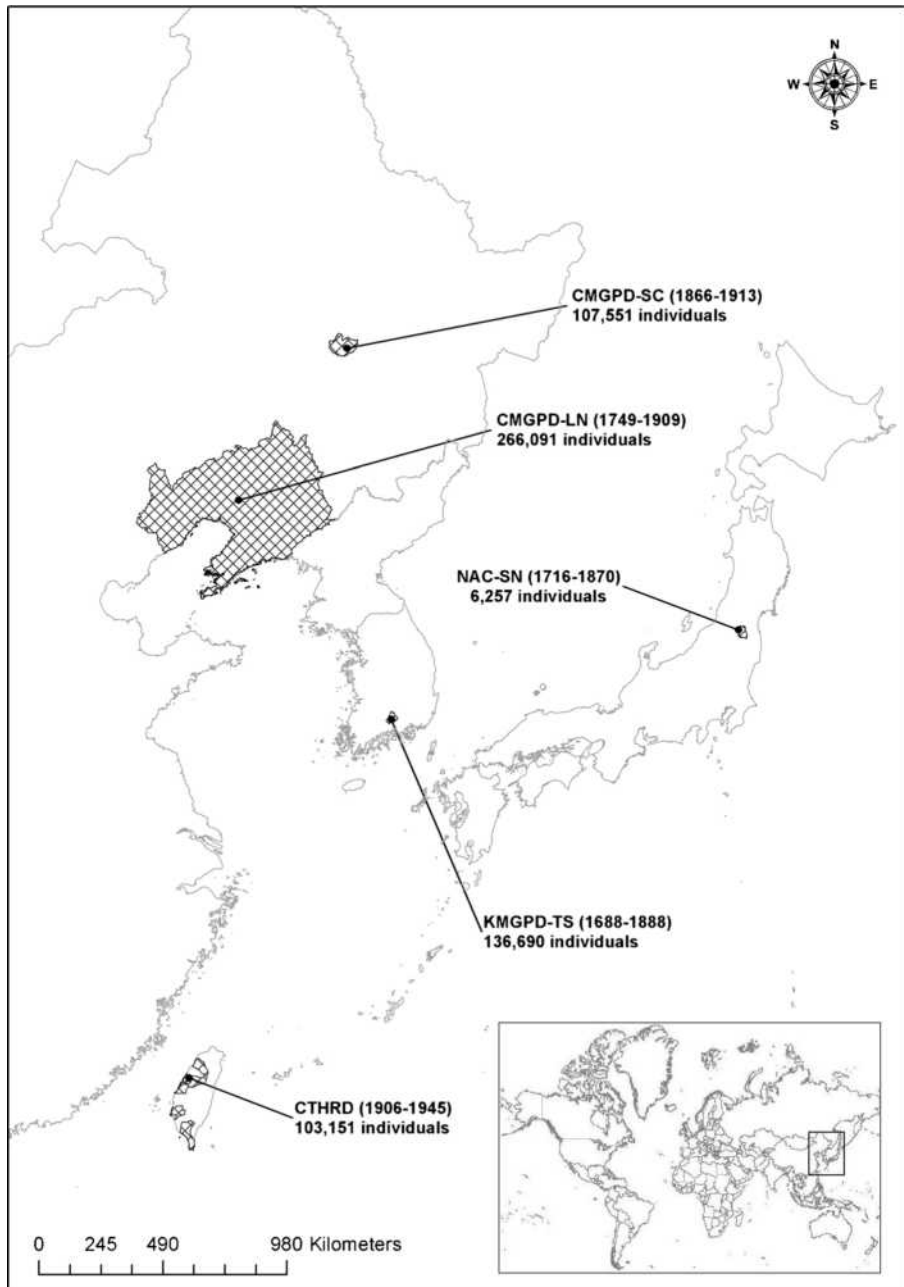 N
W E
S
CMGPD-SC (1866-1913)
107,551 individuals
CMGPD-LN (1749-1909)
266,091 individuals
NAC-SN (1716-1870)
6,257 individuals
KMGPD-TS (1688-1888)
136,690 individuals
CTHRD (1906-1945)
103,151 individuals
0 245 490 980 Kilometers